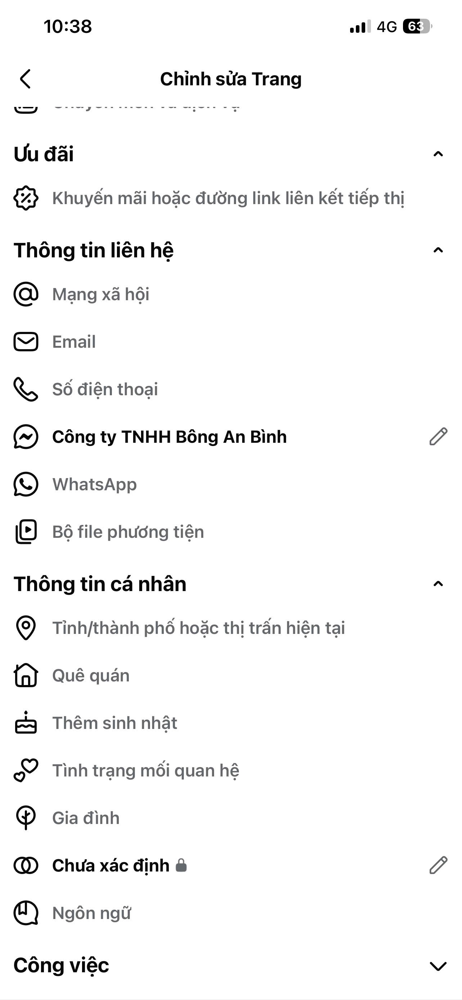 10:38
4G 63
Chỉnh sửa Trang
Ưu đãi
Khuyến mãi hoặc đường link liên kết tiếp thị
Thông tin liên hệ
Mạng xã hội
Email
Số điện thoại
Công ty TNHH Bông An Bình
WhatsApp
Bộ file phương tiện
Thông tin cá nhân
Tỉnh/thành phố hoặc thị trấn hiện tại
Quê quán
Thêm sinh nhật
Tình trạng mối quan hệ
Gia đình
Chưa xác định
Ngôn ngữ
Công việc